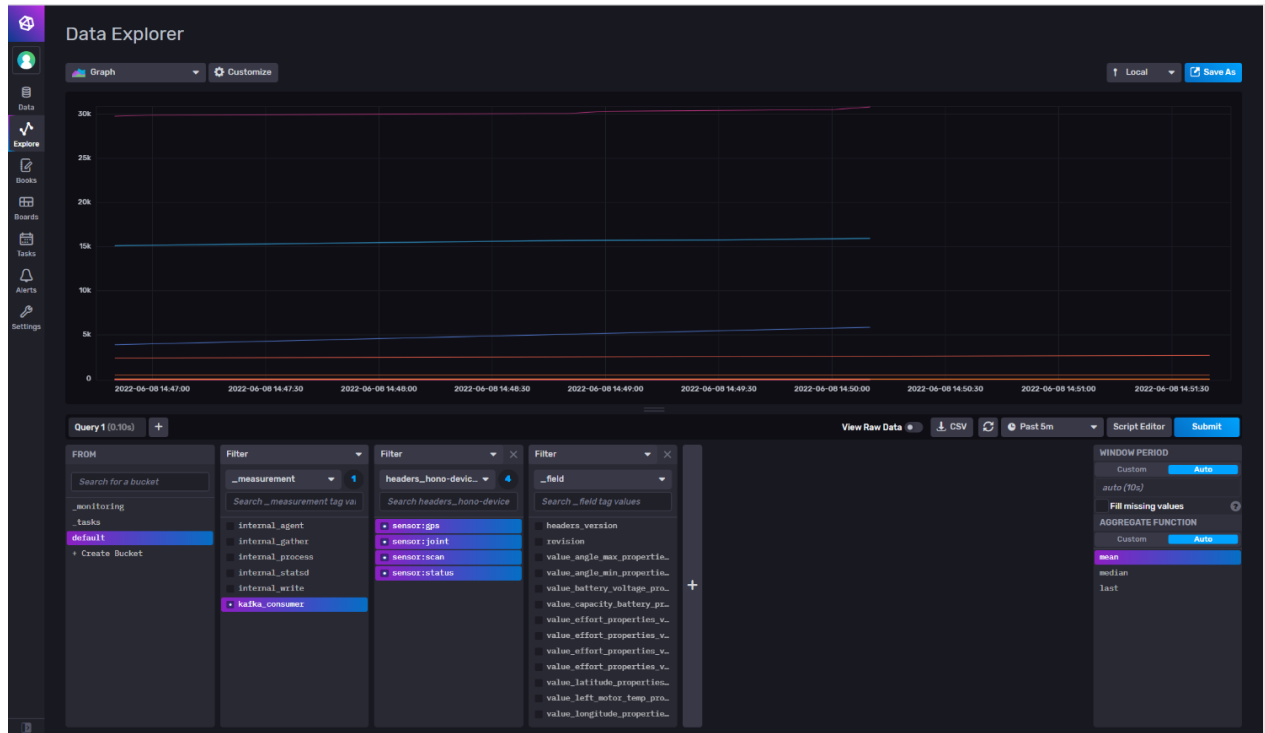 Data Explorer
Graph
Customize
Local
Save As
Data
Explore
Books
Boards
Tasks
Alerts
Settings
30k
25k
20k
15k
10k
5k
0
2022-06-08 14:47:00
2022-06-08 14:47:30
2022-06-08 14:48:00
2022-06-08 14:48:30
2022-06-08 14:49:00
2022-06-08 14:49:30
2022-06-08 14:50:00
2022-06-08 14:50:30
2022-06-08 14:51:00
2022-06-08 14:51:30
Query 1 (0.10s)
+
View Raw Data
CSV
Past 5m
Script Editor
Submit
FROM
Search for a bucket
_monitoring
_tasks
default
+ Create Bucket
Filter
_measurement
1
Search _measurement tag va
internal_agent
internal_gather
internal_process
internal_statsd
internal_write
kafka_consumer
Filter
headers_hono-devic...
4
Search headers_hono-device
sensor:gps
sensor:joint
sensor:scan
sensor:status
Filter
_field
Search _field tag values
headers_version
revision
value_angle_max_propertie…
value_angle_min_propertie…
value_battery_voltage_pro…
value_capacity_battery_pr…
value_effort_properties_v…
value_effort_properties_v…
value_effort_properties_v…
value_effort_properties_v…
value_latitude_properties…
value_left_motor_temp_pro…
value_longitude_propertie…
+
WINDOW PERIOD
Custom
Auto
auto (10s)
Fill missing values
?
AGGREGATE FUNCTION
Custom
Auto
mean
median
last